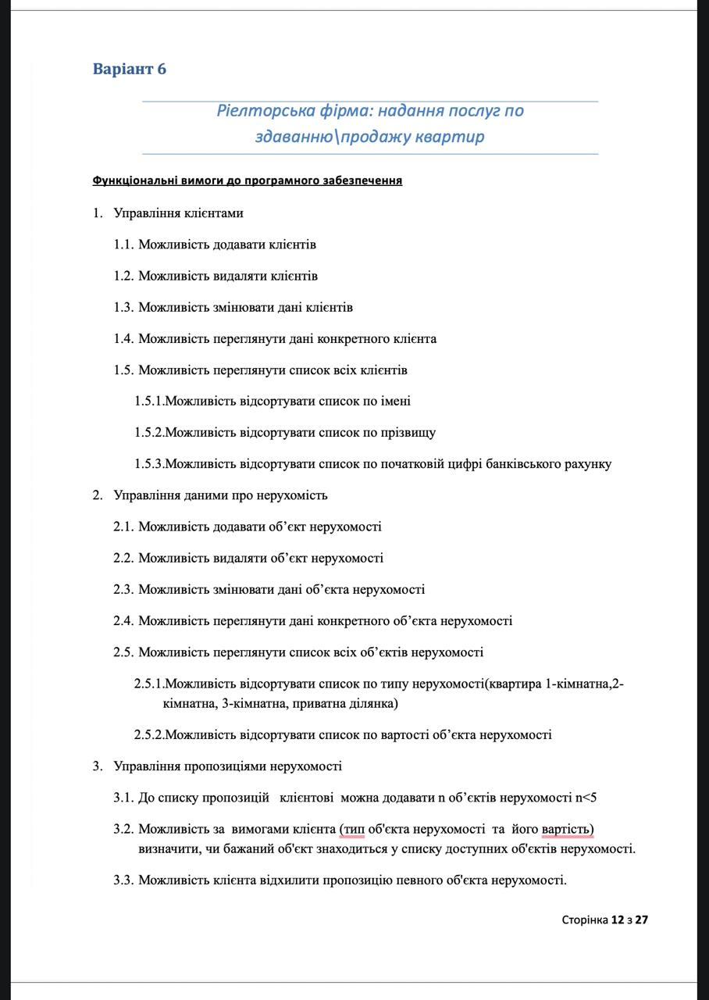 Варіант 6
Ріелторська фірма: надання послуг по
здаванню\продажу квартир
Функціональні вимоги до програмного забезпечення
1. Управління клієнтами
1.1. Можливість додавати клієнтів
1.2. Можливість видаляти клієнтів
1.3. Можливість змінювати дані клієнтів
1.4. Можливість переглянути дані конкретного клієнта
1.5. Можливість переглянути список всіх клієнтів
1.5.1.Можливість відсортувати список по імені
1.5.2.Можливість відсортувати список по прізвищу
1.5.3.Можливість відсортувати список по початковій цифрі банківського рахунку
2. Управління даними про нерухомість
2.1. Можливість додавати об’єкт нерухомості
2.2. Можливість видаляти об’єкт нерухомості
2.3. Можливість змінювати дані об’єкта нерухомості
2.4. Можливість переглянути дані конкретного об’єкта нерухомості
2.5. Можливість переглянути список всіх об’єктів нерухомості
2.5.1.Можливість відсортувати список по типу нерухомості(квартира 1-кімнатна,2-
кімнатна, 3-кімнатна, приватна ділянка)
2.5.2.Можливість відсортувати список по вартості об’єкта нерухомості
3. Управління пропозиціями нерухомості
3.1. До списку пропозицій клієнтові можна додавати n об’єктів нерухомості n<5
3.2. Можливість за вимогами клієнта (тип об'єкта нерухомості та його вартість)
визначити, чи бажаний об'єкт знаходиться у списку доступних об'єктів нерухомості.
3.3. Можливість клієнта відхилити пропозицію певного об'єкта нерухомості.
Сторінка 12 з 27